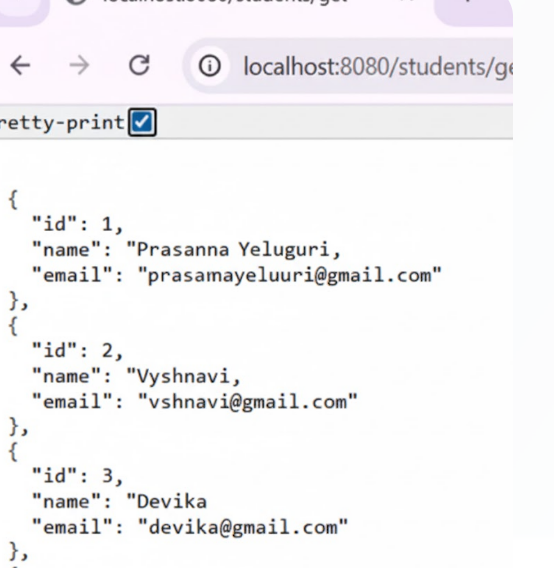 localhost:8080/students/ge
retty-print
{
"id": 1,
"name": "Prasanna Yeluguri,
"email": "prasamayeluuri@gmail.com"
},
{
"id": 2,
"name": "Vyshnavi,
"email": "vshnavi@gmail.com"
},
{
"id": 3,
"name": "Devika
"email": "devika@gmail.com"
},